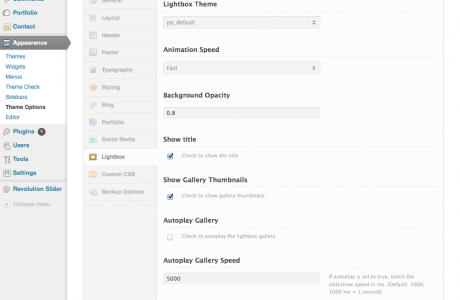 Comments
Portfolio
Contact
Appearance
Themes
Widgets
Menus
Theme Check
Sidebars
Theme Options
Editor
Plugins 1
Users
Tools
Settings
Revolution Slider
Collapse menu
General
Layout
Header
Footer
Typography
Styling
Blog
Portfolio
Social Media
Lightbox
Custom CSS
Backup Options
Lightbox Theme
pp_default
Animation Speed
Fast
Background Opacity
0.8
Show title
Check to show the title
Show Gallery Thumbnails
Check to show gallery thumbnails
Autoplay Gallery
Check to autoplay the lightbox gallery
Autoplay Gallery Speed
5000
If autoplay is set to true, select the
slideshow speed in ms. (Default: 5000,
1000 ms = 1 second)